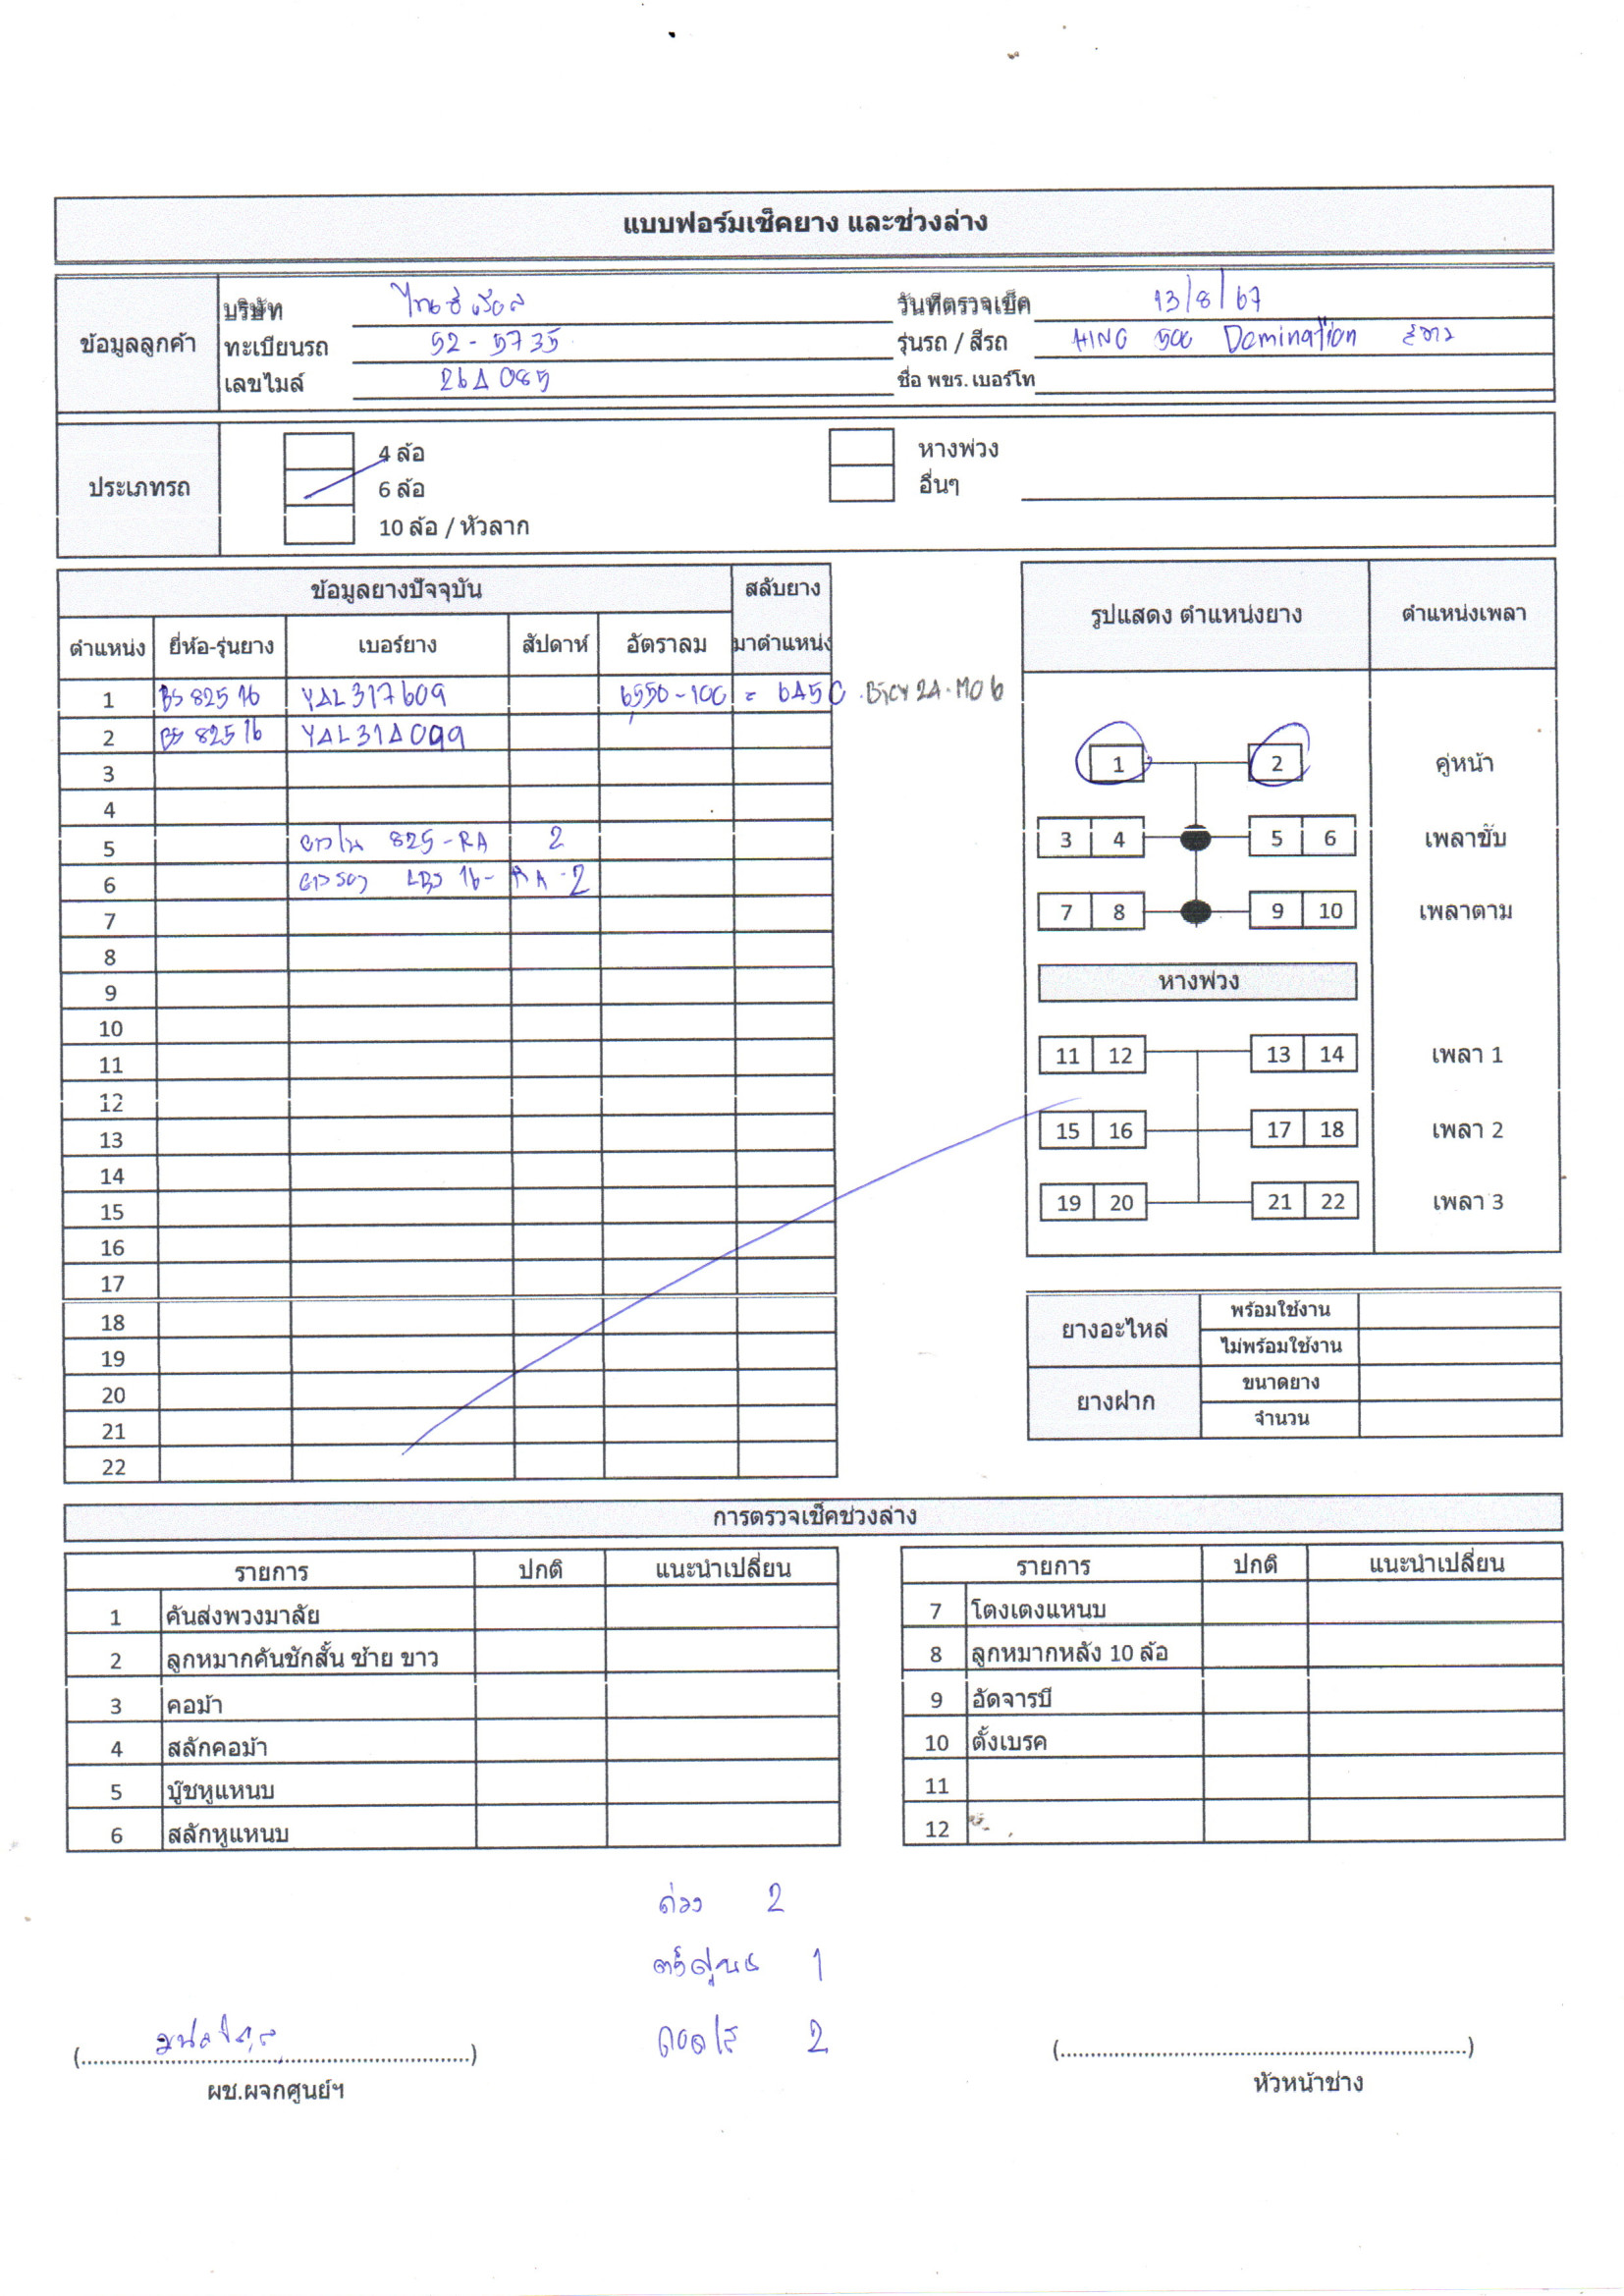 แบบฟอร์มเช็คยาง และช่วงล่าง
ข้อมูลลูกค้า
บริษัท ไทยซีเรียล วันที่ตรวจเช็ค 13/8/67
ทะเบียนรถ 52-5735 รุ่นรถ / สีรถ HINO 500 Domination สีขาว
เลขไมล์ 264085 ชื่อ พขร. เบอร์โท
ประเภทรถ
4 ล้อ หางพ่วง
6 ล้อ อื่นๆ
10 ล้อ / หัวลาก
ข้อมูลยางปัจจุบัน สลับยาง
ตำแหน่ง ยี่ห้อ-รุ่นยาง เบอร์ยาง สัปดาห์ อัตราลม มาตำแหน่ง
1 BS 825 16 YAL317609 6550-100 = 6450
2 BS 825 16 YAL314099
3
4
5 ยางใน 825-RA 2
6 ยางรอง 16- RA-2
7
8
9
10
11
12
13
14
15
16
17
18
19
20
21
22
รูปแสดง ตำแหน่งยาง ตำแหน่งเพลา
1 2 คู่หน้า
3 4 5 6 เพลาขับ
7 8 9 10 เพลาตาม
หางพ่วง
11 12 13 14 เพลา 1
15 16 17 18 เพลา 2
19 20 21 22 เพลา 3
ยางอะไหล่ พร้อมใช้งาน
ไม่พร้อมใช้งาน
ยางฝาก ขนาดยาง
จำนวน
การตรวจเช็คช่วงล่าง
รายการ ปกติ แนะนำเปลี่ยน
1 คันส่งพวงมาลัย
2 ลูกหมากคันชักสั้น ซ้าย ขาว
3 คอม้า
4 สลักคอม้า
5 บู๊ชหูแหนบ
6 สลักหูแหนบ
รายการ ปกติ แนะนำเปลี่ยน
7 โตงเตงแหนบ
8 ลูกหมากหลัง 10 ล้อ
9 อัดจารบี
10 ตั้งเบรค
11
12
ถ่วง 2
ตั้งศูนย์ 1
ถอดใส่ 2
(..........)
ผช.ผจกศูนย์ฯ
(..........)
หัวหน้าช่าง